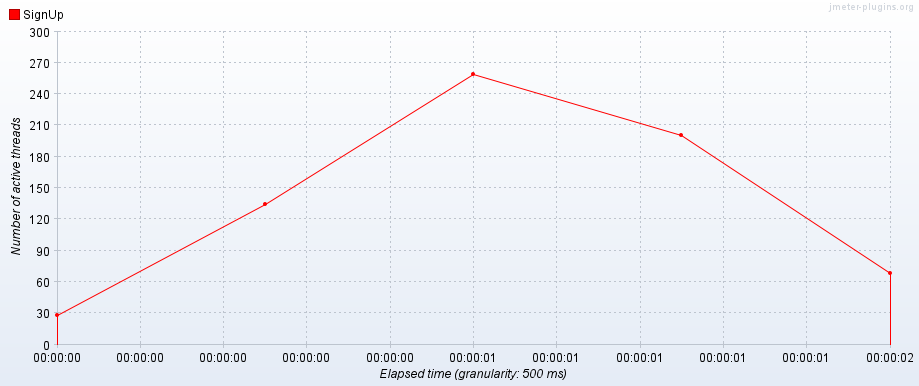 jmeter-plugins.org
SignUp
300
270
240
210
180
150
120
90
60
30
0
Number of active threads
00:00:00 00:00:00 00:00:00 00:00:00 00:00:00 00:00:01 00:00:01 00:00:01 00:00:01 00:00:01 00:00:02
Elapsed time (granularity: 500 ms)